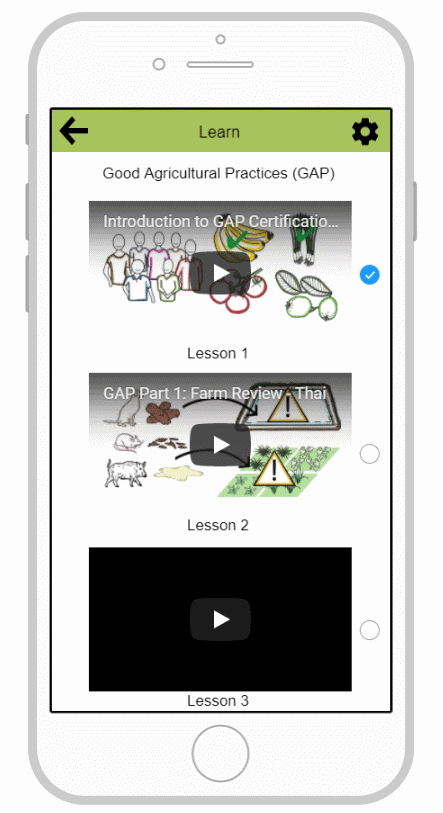 Learn
Good Agricultural Practices (GAP)
Introduction to GAP Certificatio...
Lesson 1
GAP Part 1: Farm Review - Thai
Lesson 2
Lesson 3